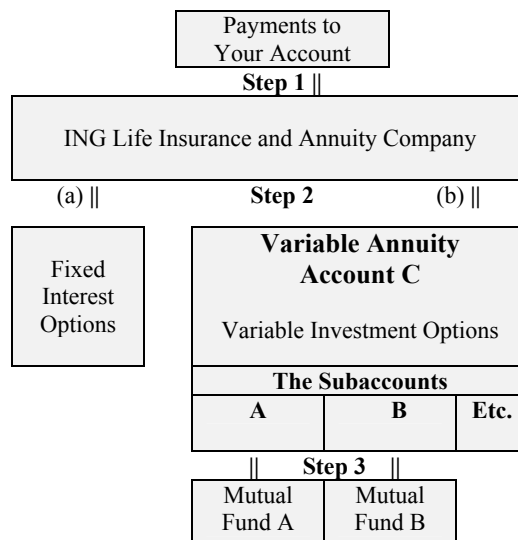 Payments to
Your Account
Step 1 ||
ING Life Insurance and Annuity Company
(a) || Step 2 (b) ||
Fixed
Interest
Options
Variable Annuity
Account C
Variable Investment Options
The Subaccounts
A B Etc.
|| Step 3 ||
Mutual
Fund A
Mutual
Fund B